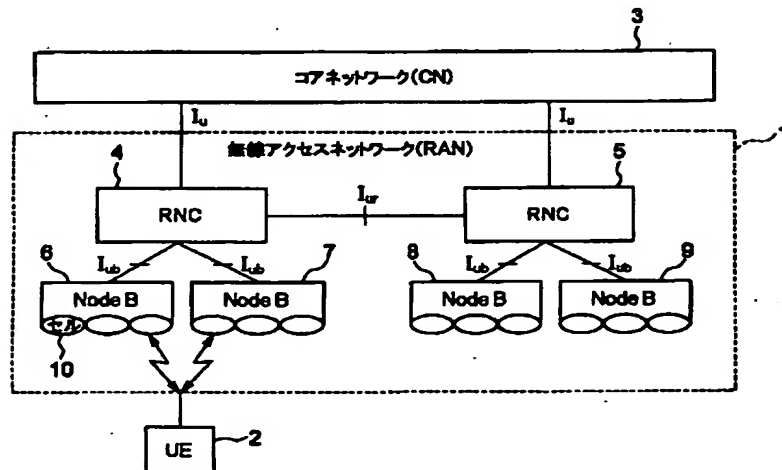 3
コアネットワーク(CN)
Iu
Iu
無線アクセスネットワーク(RAN)
4
5
RNC
Iur
RNC
6
Iub
Iub
7
8
Iub
Iub
9
Node B
Node B
Node B
Node B
セル
10
UE
2